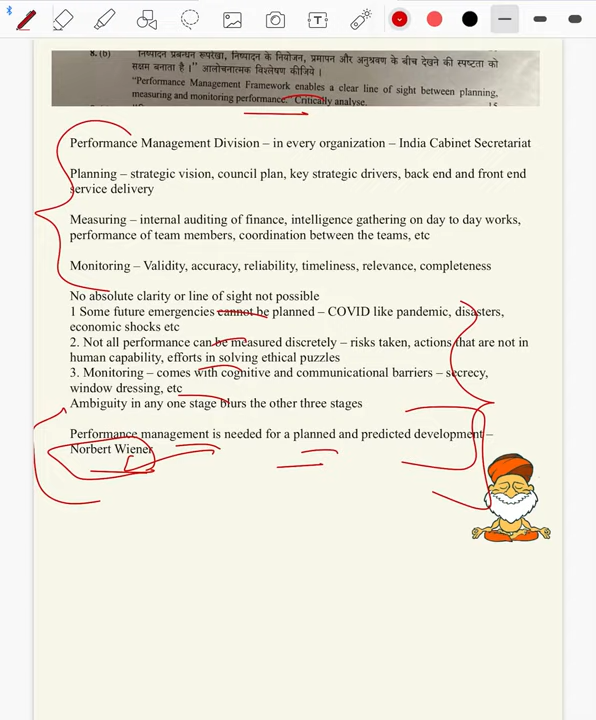 8. (b) निष्पादन प्रबन्धन रूपरेखा, निष्पादन के नियोजन, प्रमापन और अनुश्रवण के बीच देखने की स्पष्टता को
सक्षम बनाता है।" आलोचनात्मक विश्लेषण कीजिये।
"Performance Management Framework enables a clear line of sight between planning,
measuring and monitoring performance. Critically analyse. 15
Performance Management Division – in every organization – India Cabinet Secretariat
Planning – strategic vision, council plan, key strategic drivers, back end and front end
service delivery
Measuring – internal auditing of finance, intelligence gathering on day to day works,
performance of team members, coordination between the teams, etc
Monitoring – Validity, accuracy, reliability, timeliness, relevance, completeness
No absolute clarity or line of sight not possible
1 Some future emergencies cannot be planned – COVID like pandemic, disasters,
economic shocks etc
2. Not all performance can be measured discretely – risks taken, actions that are not in
human capability, efforts in solving ethical puzzles
3. Monitoring – comes with cognitive and communicational barriers – secrecy,
window dressing, etc
Ambiguity in any one stage blurs the other three stages
Performance management is needed for a planned and predicted development –
Norbert Wiener